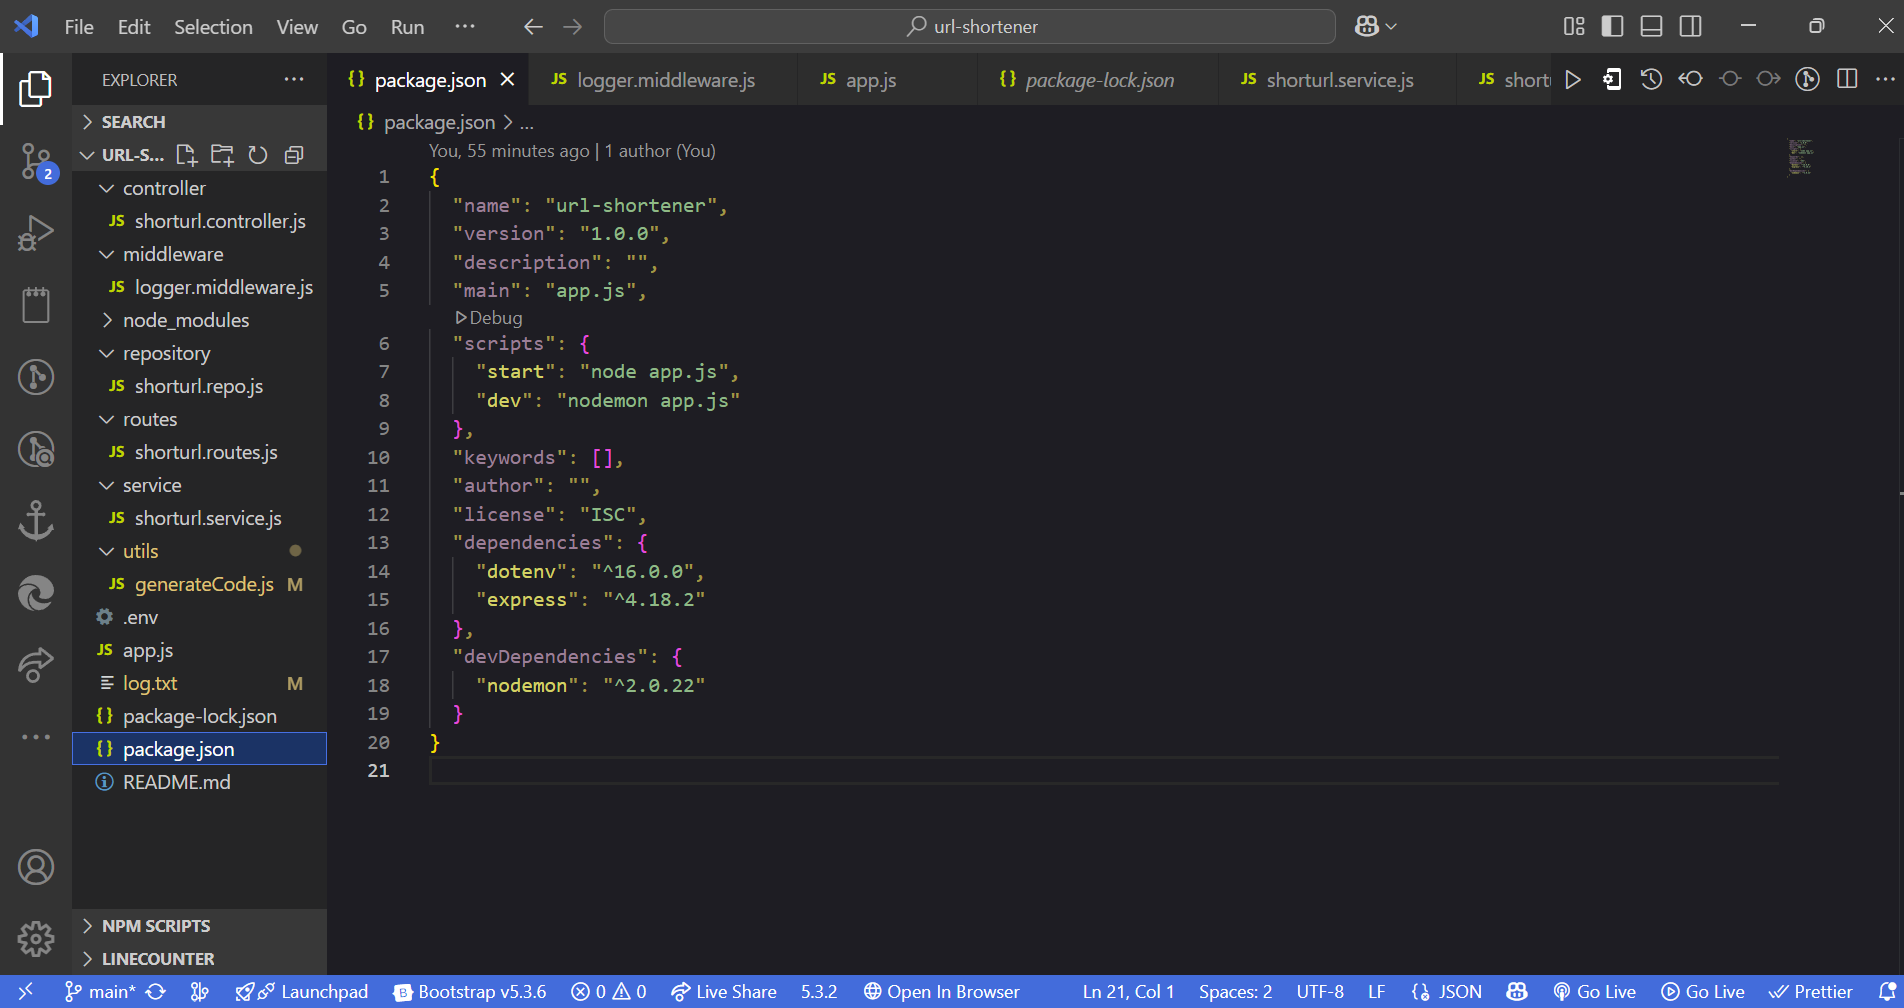 File Edit Selection View Go Run ··· url-shortener
EXPLORER ···
SEARCH
URL-S...
controller
JS shorturl.controller.js
middleware
JS logger.middleware.js
node_modules
repository
JS shorturl.repo.js
routes
JS shorturl.routes.js
service
JS shorturl.service.js
utils
JS generateCode.js M
.env
JS app.js
log.txt M
{} package-lock.json
{} package.json
README.md
NPM SCRIPTS
LINECOUNTER
2
{} package.json JS logger.middleware.js JS app.js {} package-lock.json JS shorturl.service.js JS short
{} package.json > ...
You, 55 minutes ago | 1 author (You)
1 {
2 "name": "url-shortener",
3 "version": "1.0.0",
4 "description": "",
5 "main": "app.js",
Debug
6 "scripts": {
7 "start": "node app.js",
8 "dev": "nodemon app.js"
9 },
10 "keywords": [],
11 "author": "",
12 "license": "ISC",
13 "dependencies": {
14 "dotenv": "^16.0.0",
15 "express": "^4.18.2"
16 },
17 "devDependencies": {
18 "nodemon": "^2.0.22"
19 }
20 }
21
main* Launchpad B Bootstrap v5.3.6 0 0 Live Share 5.3.2 Open In Browser Ln 21, Col 1 Spaces: 2 UTF-8 LF {} JSON Go Live Go Live Prettier